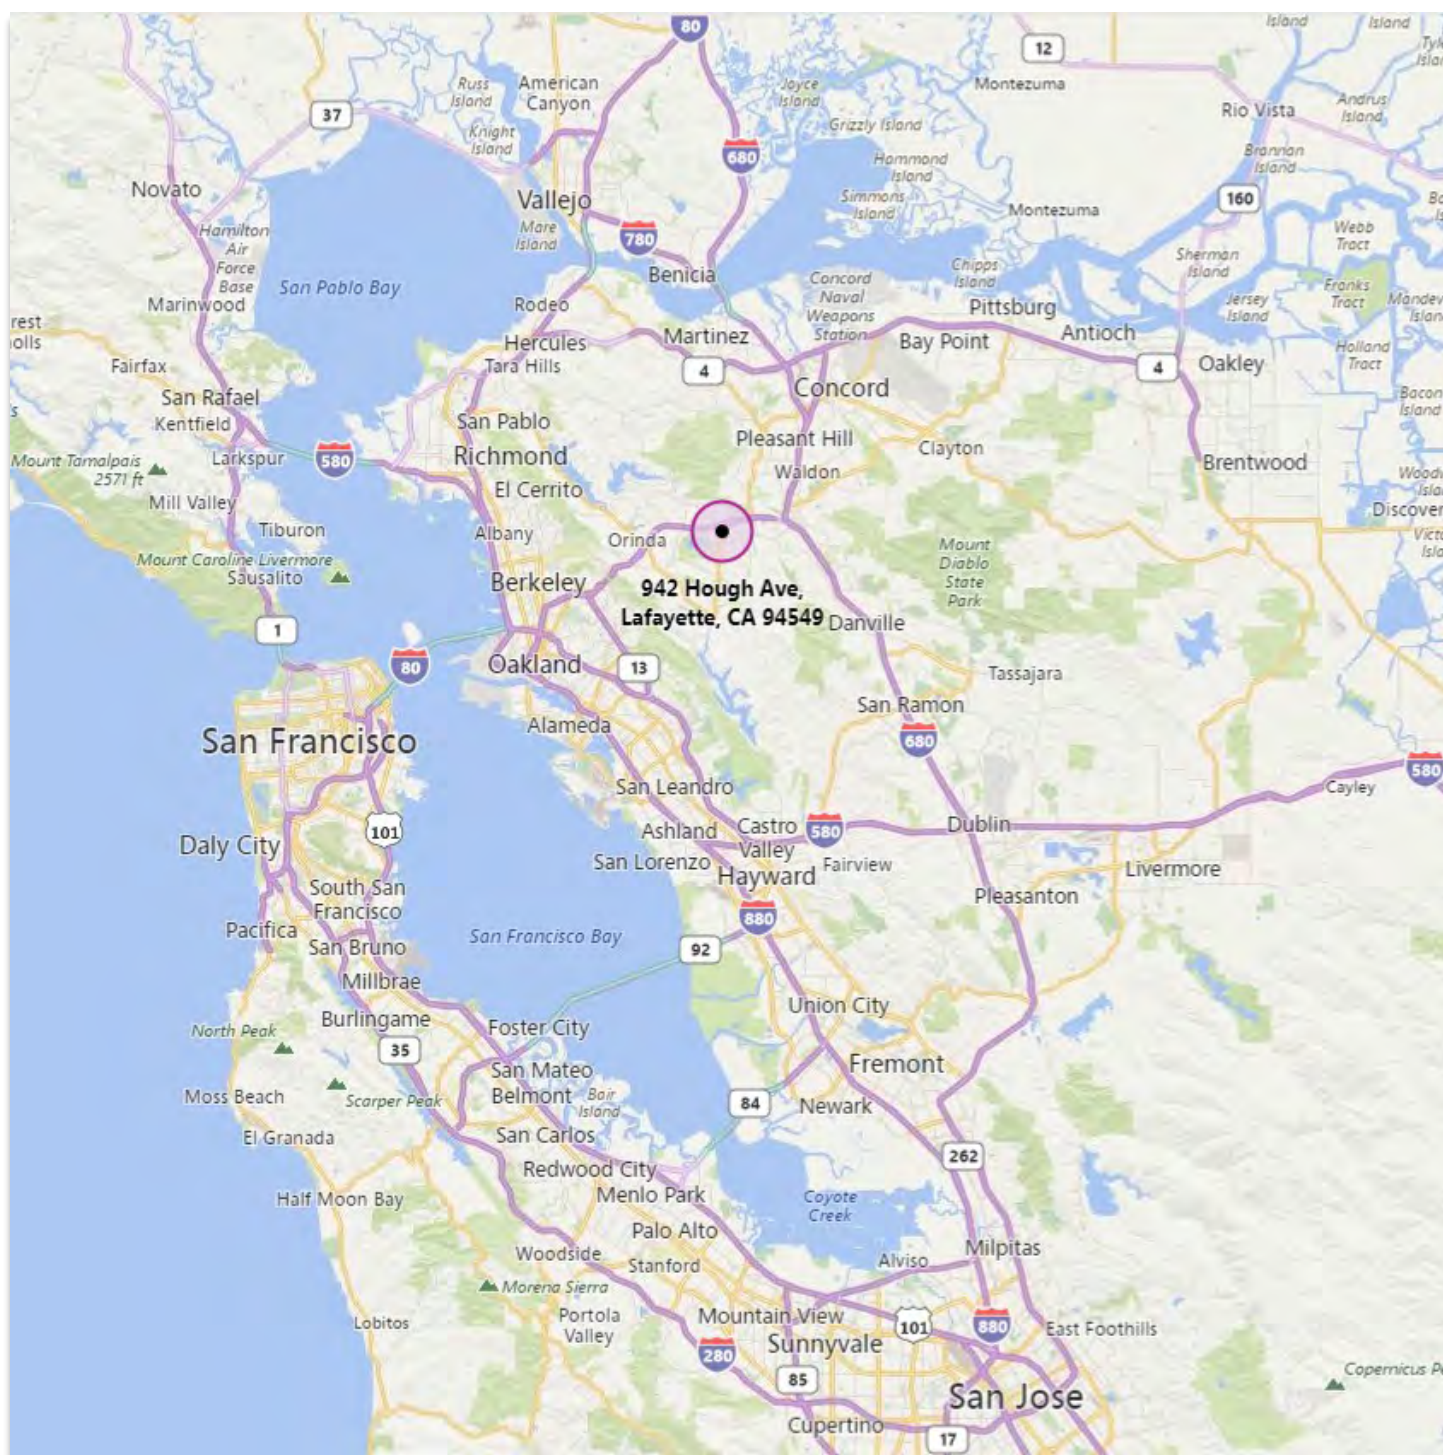 80
Island
Island
12
Russ
Island
American
Canyon
Joyce
Island
Montezuma
Rio Vista
Andrus
Island
37
Knight
Island
Grizzly Island
680
Hammond
Island
Brannan
Island
Novato
Vallejo
Simmons
Island
Montezuma
160
Mare
Island
780
Hamilton
Air
Force
Base
Webb
Tract
Sherman
Island
Benicia
San Pablo Bay
Concord
Naval
Weapons
Station
Chipps
Island
Franks
Tract
Marinwood
Rodeo
Pittsburg
Jersey
Island
Martinez
Antioch
Hercules
Bay Point
Holland
Tract
Fairfax
Tara Hills
4
4
Oakley
San Rafael
Concord
Kentfield
San Pablo
Pleasant Hill
Clayton
Mount Tamalpais
2571 ft
Larkspur
580
Richmond
Waldon
Brentwood
Mill Valley
El Cerrito
Tiburon
Albany
Orinda
Mount Caroline Livermore
Sausalito
Mount
Diablo
State
Park
Berkeley
942 Hough Ave,
Lafayette, CA 94549
Danville
1
80
Oakland
13
Tassajara
San Ramon
Alameda
San Francisco
680
580
San Leandro
Cayley
101
Ashland
Castro
Valley
580
Dublin
Daly City
San Lorenzo
Fairview
Livermore
Hayward
South San
Francisco
Pleasanton
880
Pacifica
San Bruno
San Francisco Bay
92
Millbrae
Union City
North Peak
Burlingame
Foster City
35
Fremont
San Mateo
Moss Beach
Scarper Peak
Belmont
Bair
Island
84
Newark
El Granada
San Carlos
262
Redwood City
Half Moon Bay
Menlo Park
Coyote
Creek
Palo Alto
Woodside
Stanford
Alviso
Milpitas
Morena Sierra
Lobitos
Portola
Valley
Mountain View
101
880
East Foothills
Sunnyvale
280
Copernicus
85
San Jose
Cupertino
17